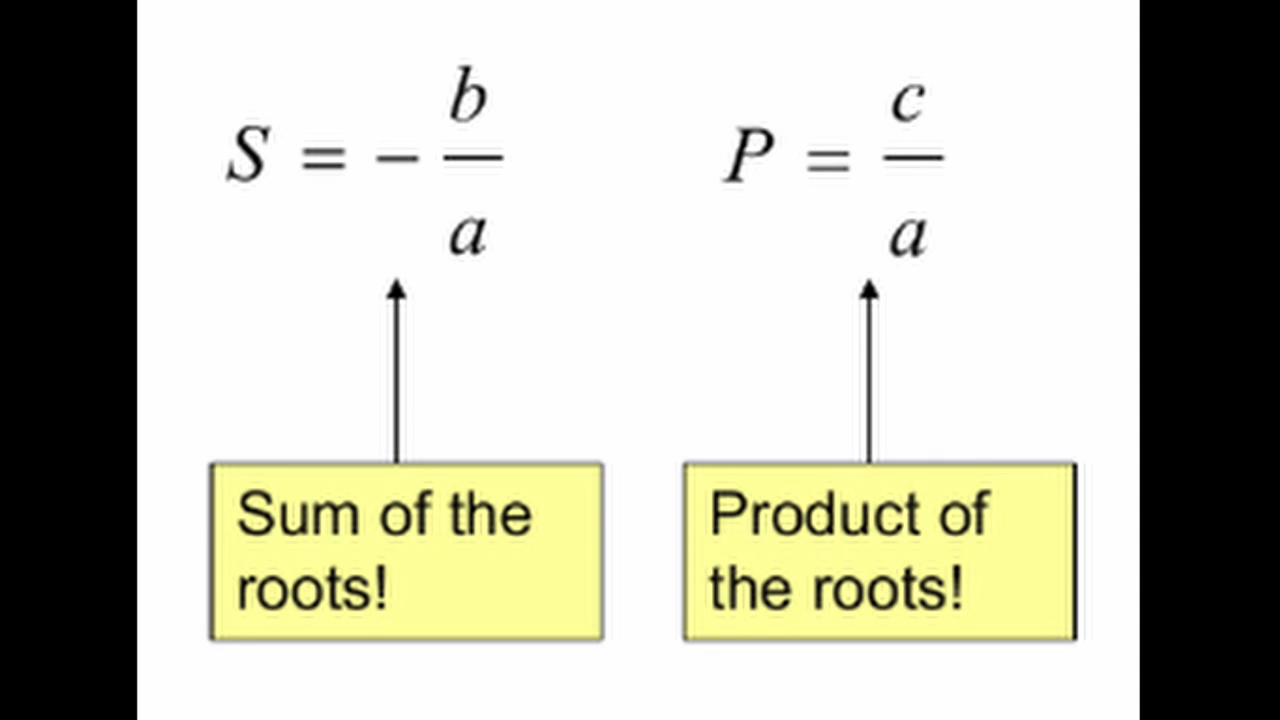 S = - b/a
P = c/a
Sum of the
roots!
Product of
the roots!